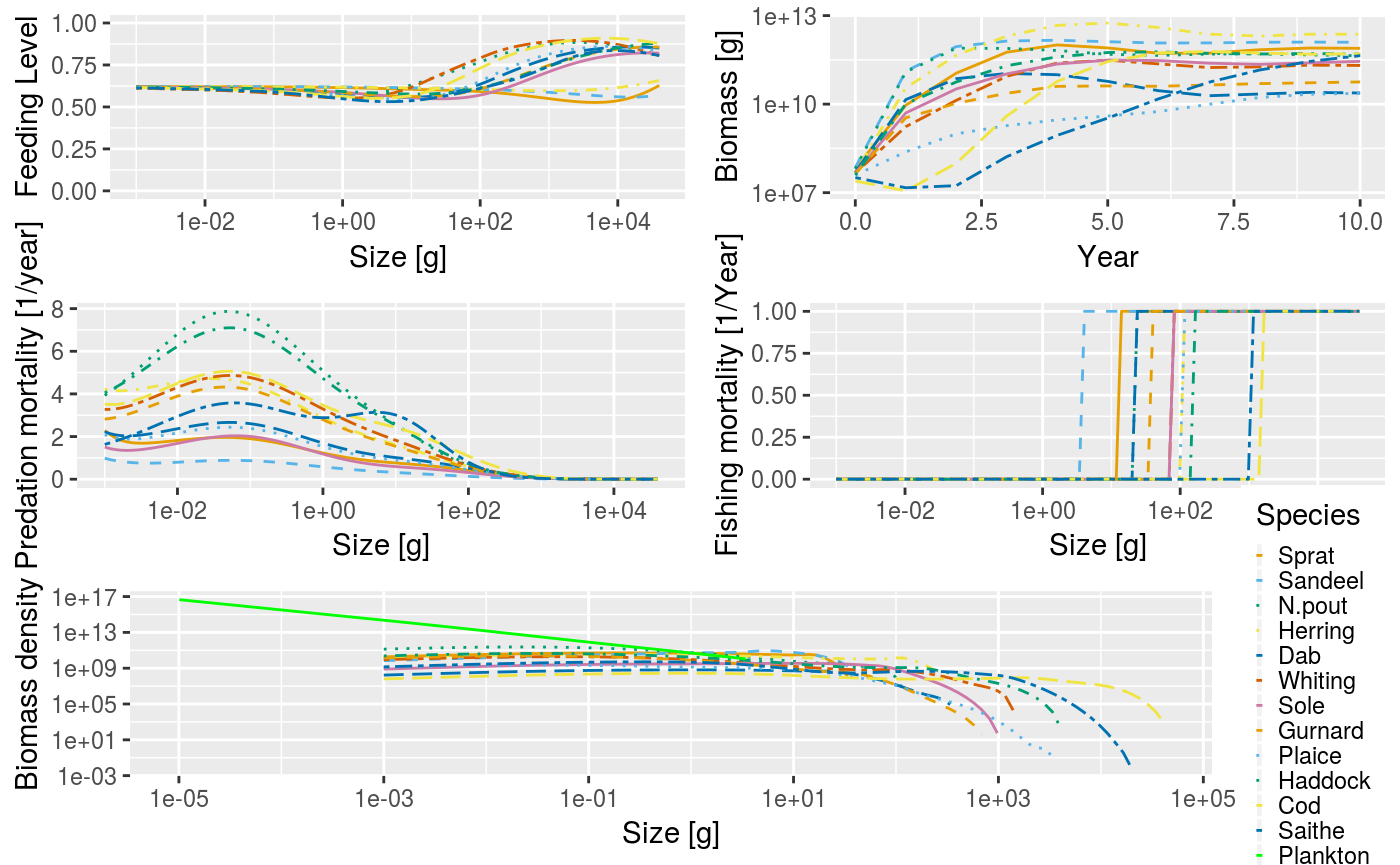 Feeding Level
1.00
0.75
0.50
0.25
0.00
1e-02
1e+00
1e+02
1e+04
Size [g]
Biomass [g]
1e+13
1e+10
1e+07
0.0
2.5
5.0
7.5
10.0
Year
Predation mortality [1/year]
8
6
4
2
0
1e-02
1e+00
1e+02
1e+04
Size [g]
Fishing mortality [1/Year]
1.00
0.75
0.50
0.25
0.00
1e-02
1e+00
1e+02
Size [g]
Biomass density
1e+17
1e+13
1e+09
1e+05
1e+01
1e-03
1e-05
1e-03
1e-01
1e+01
1e+03
1e+05
Size [g]
Species
Sprat
Sandeel
N.pout
Herring
Dab
Whiting
Sole
Gurnard
Plaice
Haddock
Cod
Saithe
Plankton